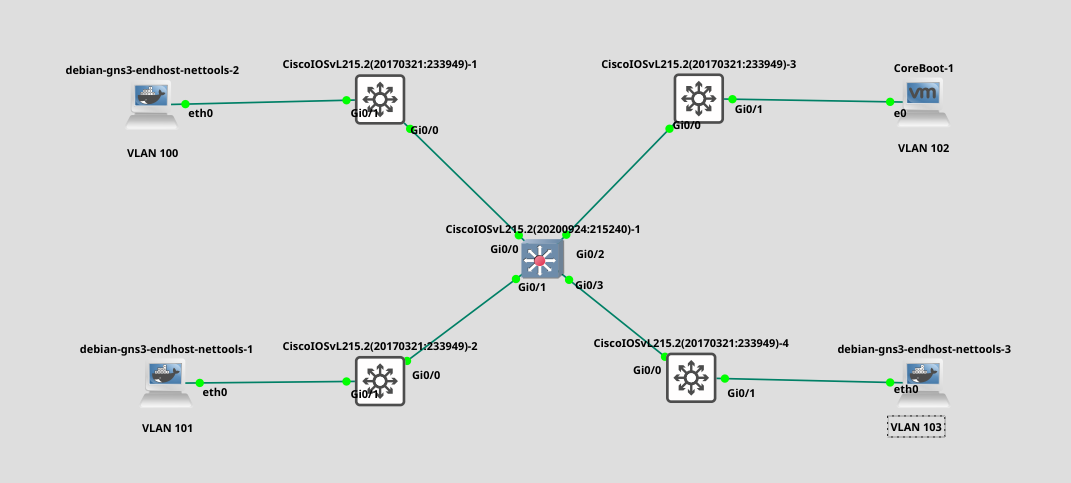 debian-gns3-endhost-nettools-2
eth0
VLAN 100
CiscoIOSvL215.2(20170321:233949)-1
Gi0/1
Gi0/0
CiscoIOSvL215.2(20170321:233949)-3
Gi0/0
Gi0/1
CoreBoot-1
vm
e0
VLAN 102
CiscoIOSvL215.2(20200924:215240)-1
Gi0/0
Gi0/2
Gi0/1
Gi0/3
debian-gns3-endhost-nettools-1
eth0
VLAN 101
CiscoIOSvL215.2(20170321:233949)-2
Gi0/1
Gi0/0
CiscoIOSvL215.2(20170321:233949)-4
Gi0/0
Gi0/1
debian-gns3-endhost-nettools-3
eth0
VLAN 103